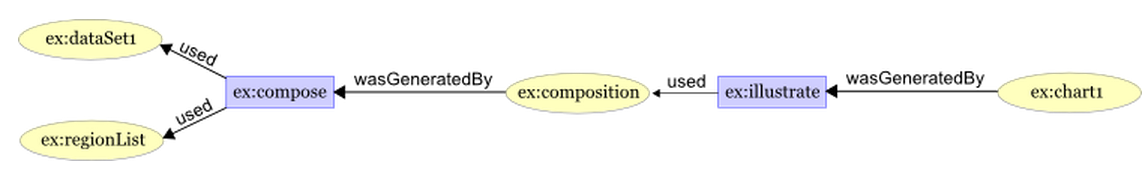 ex:dataSet1
used
ex:compose
used
ex:regionList
wasGeneratedBy
ex:composition
used
ex:illustrate
wasGeneratedBy
ex:chart1